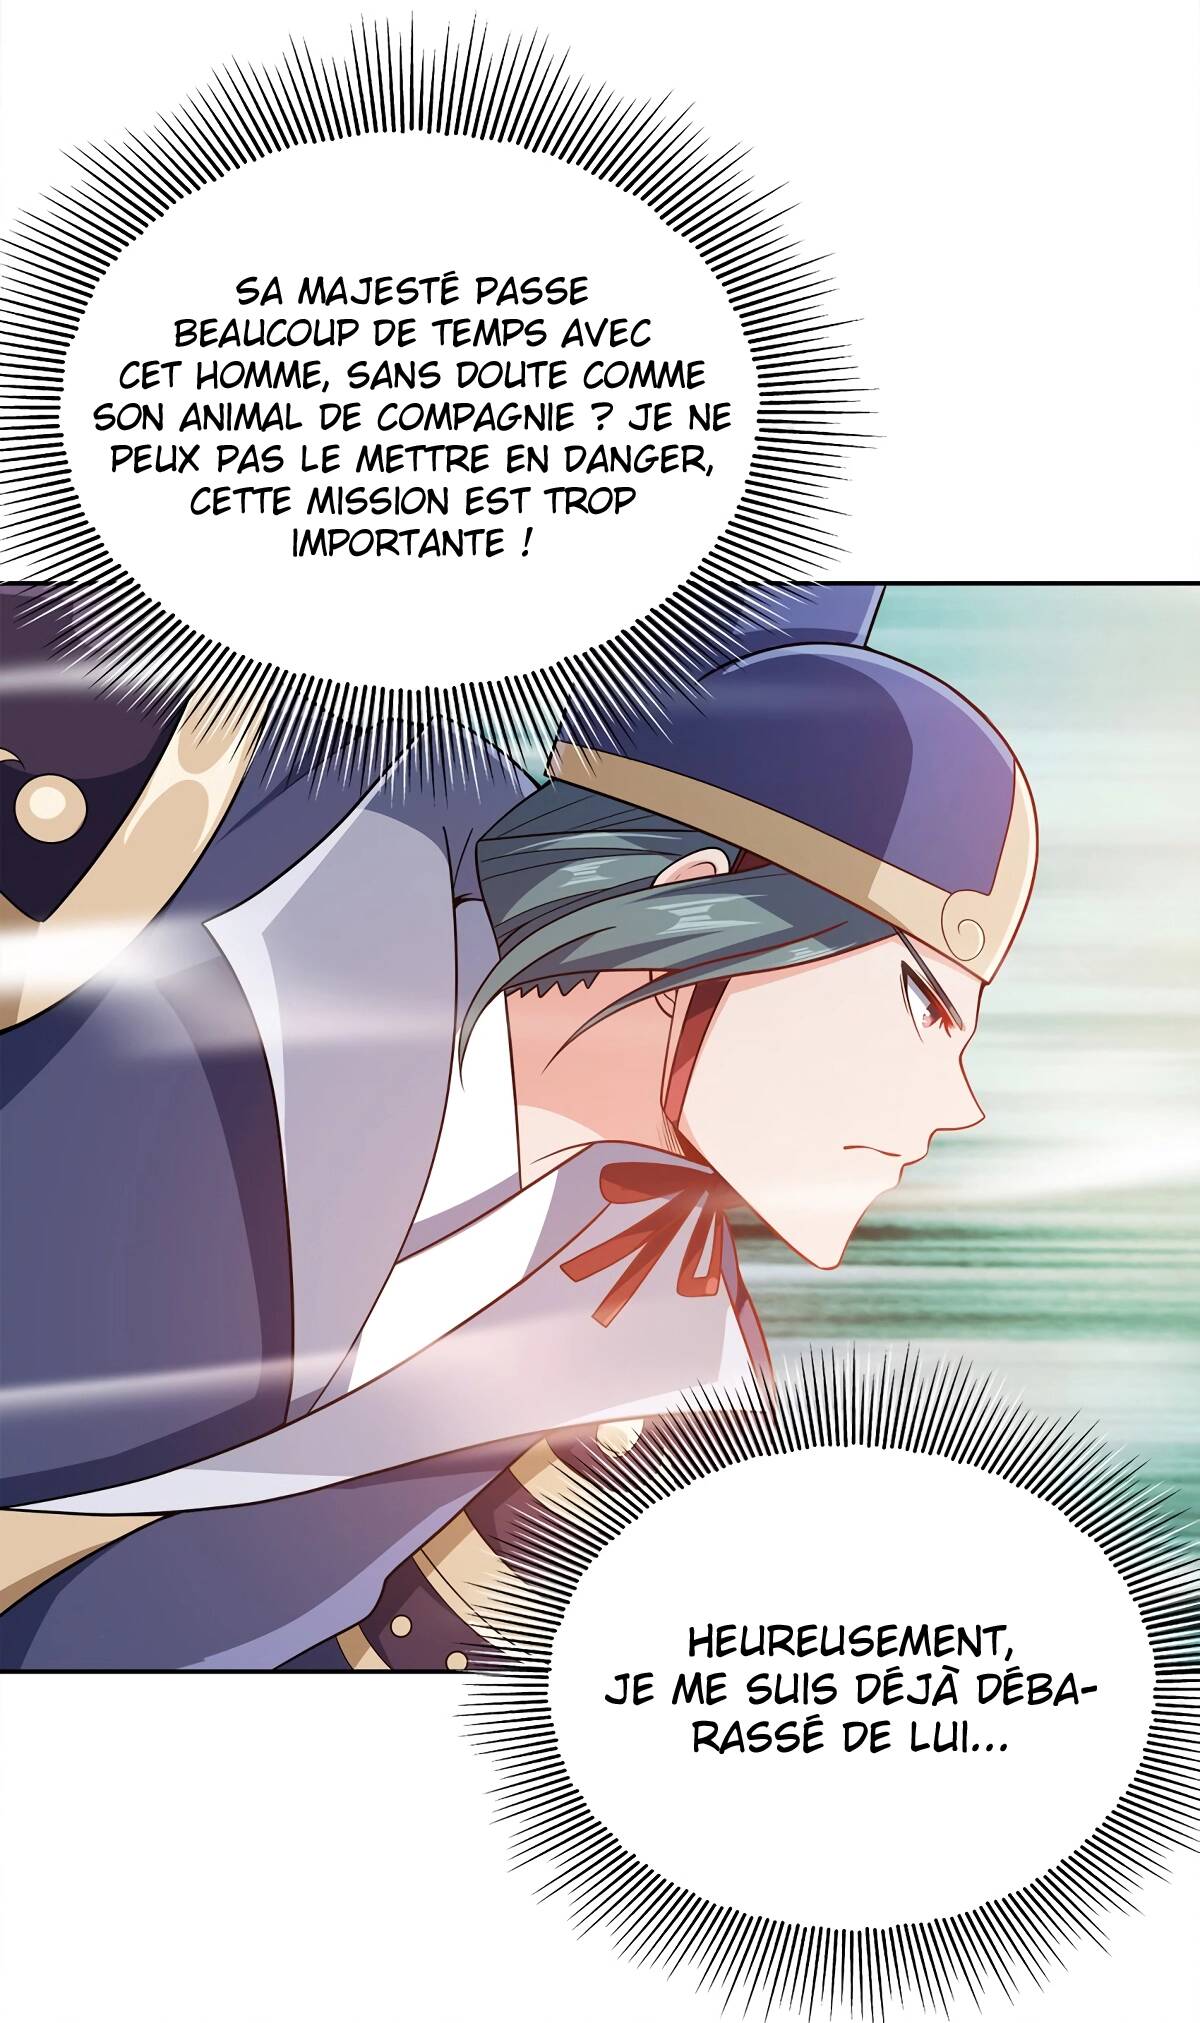 SA MAJESTÉ PASSE
BEAUCOUP DE TEMPS AVEC
CET HOMME, SANS DOUTE COMME
SON ANIMAL DE COMPAGNIE ? JE NE
PEUX PAS LE METTRE EN DANGER,
CETTE MISSION EST TROP
IMPORTANTE !
HEUREUSEMENT,
JE ME SUIS DÉJÀ DÉBA-
RASSÉ DE LUI...